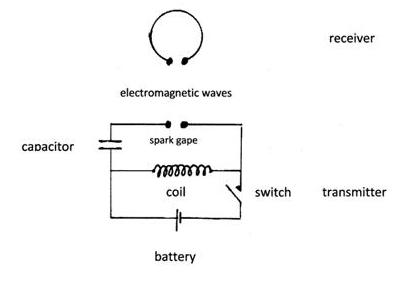 receiver
electromagnetic waves
spark gape
capacitor
coil
switch
transmitter
battery